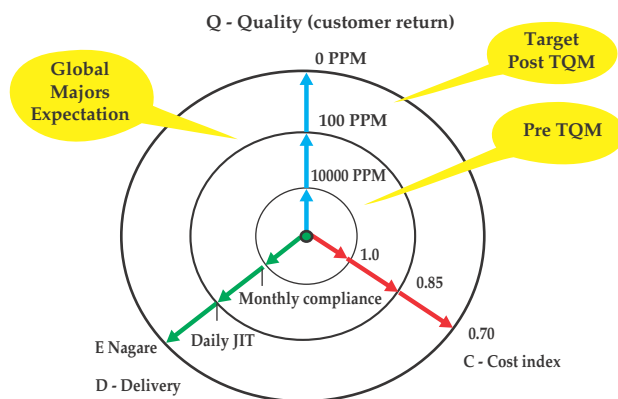 Q - Quality (customer return)
0 PPM
Target
Post TQM
Global
Majors
Expectation
100 PPM
Pre TQM
10000 PPM
1.0
0.85
Monthly compliance
0.70
Daily JIT
E Nagare
C - Cost index
D - Delivery